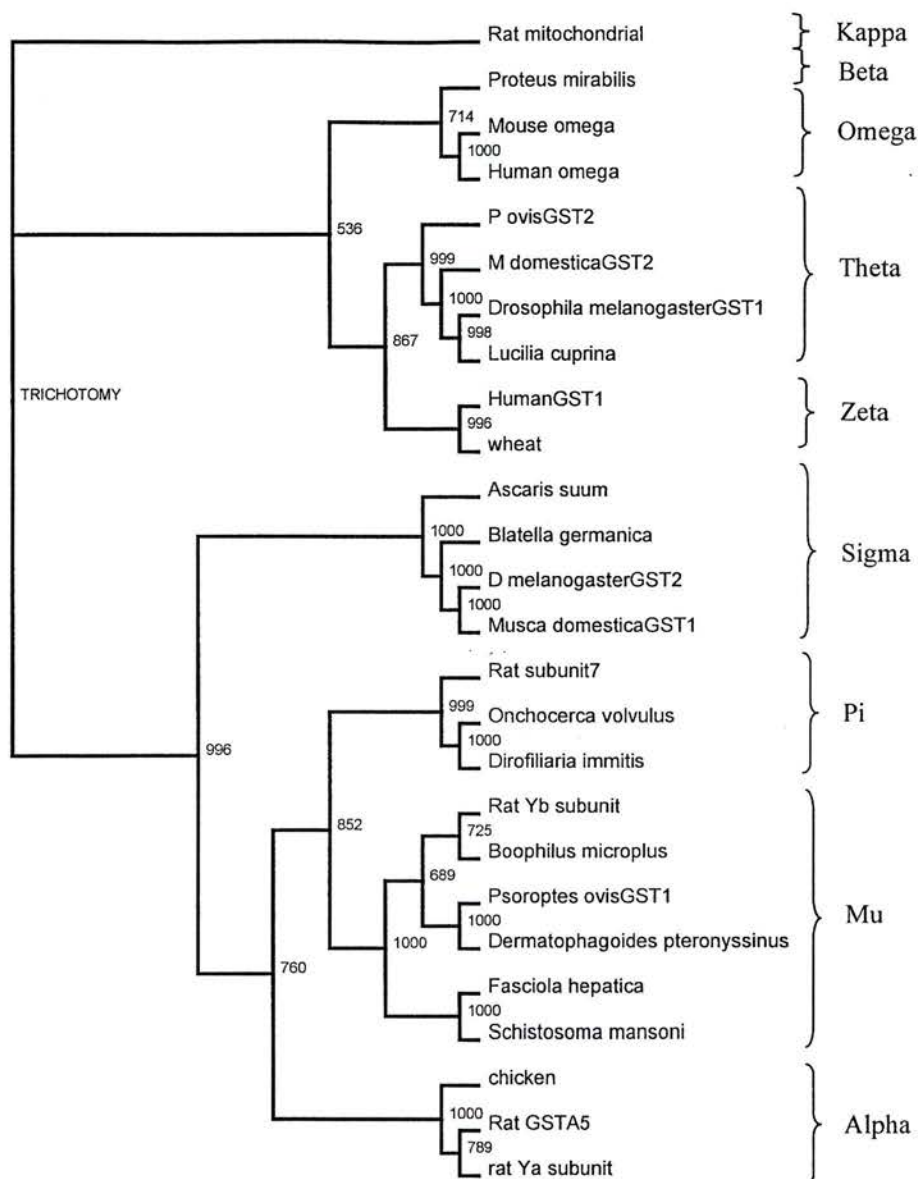 Rat mitochondrial
Kappa
Beta
Proteus mirabilis
714
Mouse omega
Omega
1000
Human omega
P ovisGST2
536
999
M domesticaGST2
Theta
1000
Drosophila melanogasterGST1
998
867
Lucilia cuprina
TRICHOTOMY
HumanGST1
Zeta
996
wheat
Ascaris suum
1000
Blatella germanica
Sigma
1000
D melanogasterGST2
1000
Musca domesticaGST1
Rat subunit7
999
Onchocerca volvulus
Pi
1000
996
Dirofiliaria immitis
Rat Yb subunit
852
725
Boophilus microplus
689
Psoroptes ovisGST1
Mu
1000
1000
Dermatophagoides pteronyssinus
760
Fasciola hepatica
1000
Schistosoma mansoni
chicken
1000
Rat GSTA5
Alpha
789
rat Ya subunit